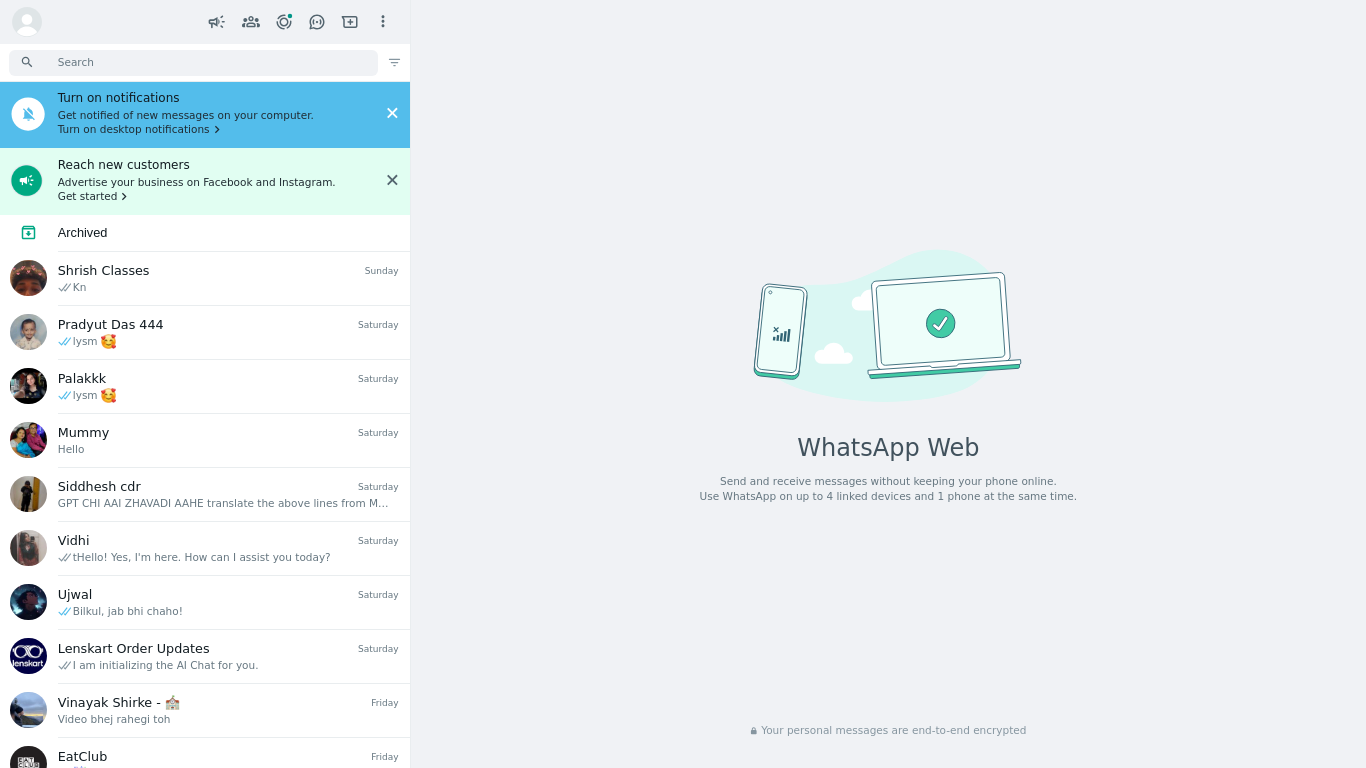 Search
Turn on notifications
Get notified of new messages on your computer.
Turn on desktop notifications
Reach new customers
Advertise your business on Facebook and Instagram.
Get started
Archived
Shrish Classes
Sunday
Kn
Pradyut Das 444
Saturday
lysm 🥰
Palakkk
Saturday
lysm 🥰
Mummy
Saturday
Hello
Siddhesh cdr
Saturday
GPT CHI AAI ZHAVADI AAHE translate the above lines from M...
Vidhi
Saturday
tHello! Yes, I'm here. How can I assist you today?
Ujwal
Saturday
Bilkul, jab bhi chaho!
lenskart
Lenskart Order Updates
Saturday
I am initializing the AI Chat for you.
Vinayak Shirke - 🏫
Friday
Video bhej rahegi toh
EAT
CLUB
EatClub
Friday
WhatsApp Web
Send and receive messages without keeping your phone online.
Use WhatsApp on up to 4 linked devices and 1 phone at the same time.
Your personal messages are end-to-end encrypted